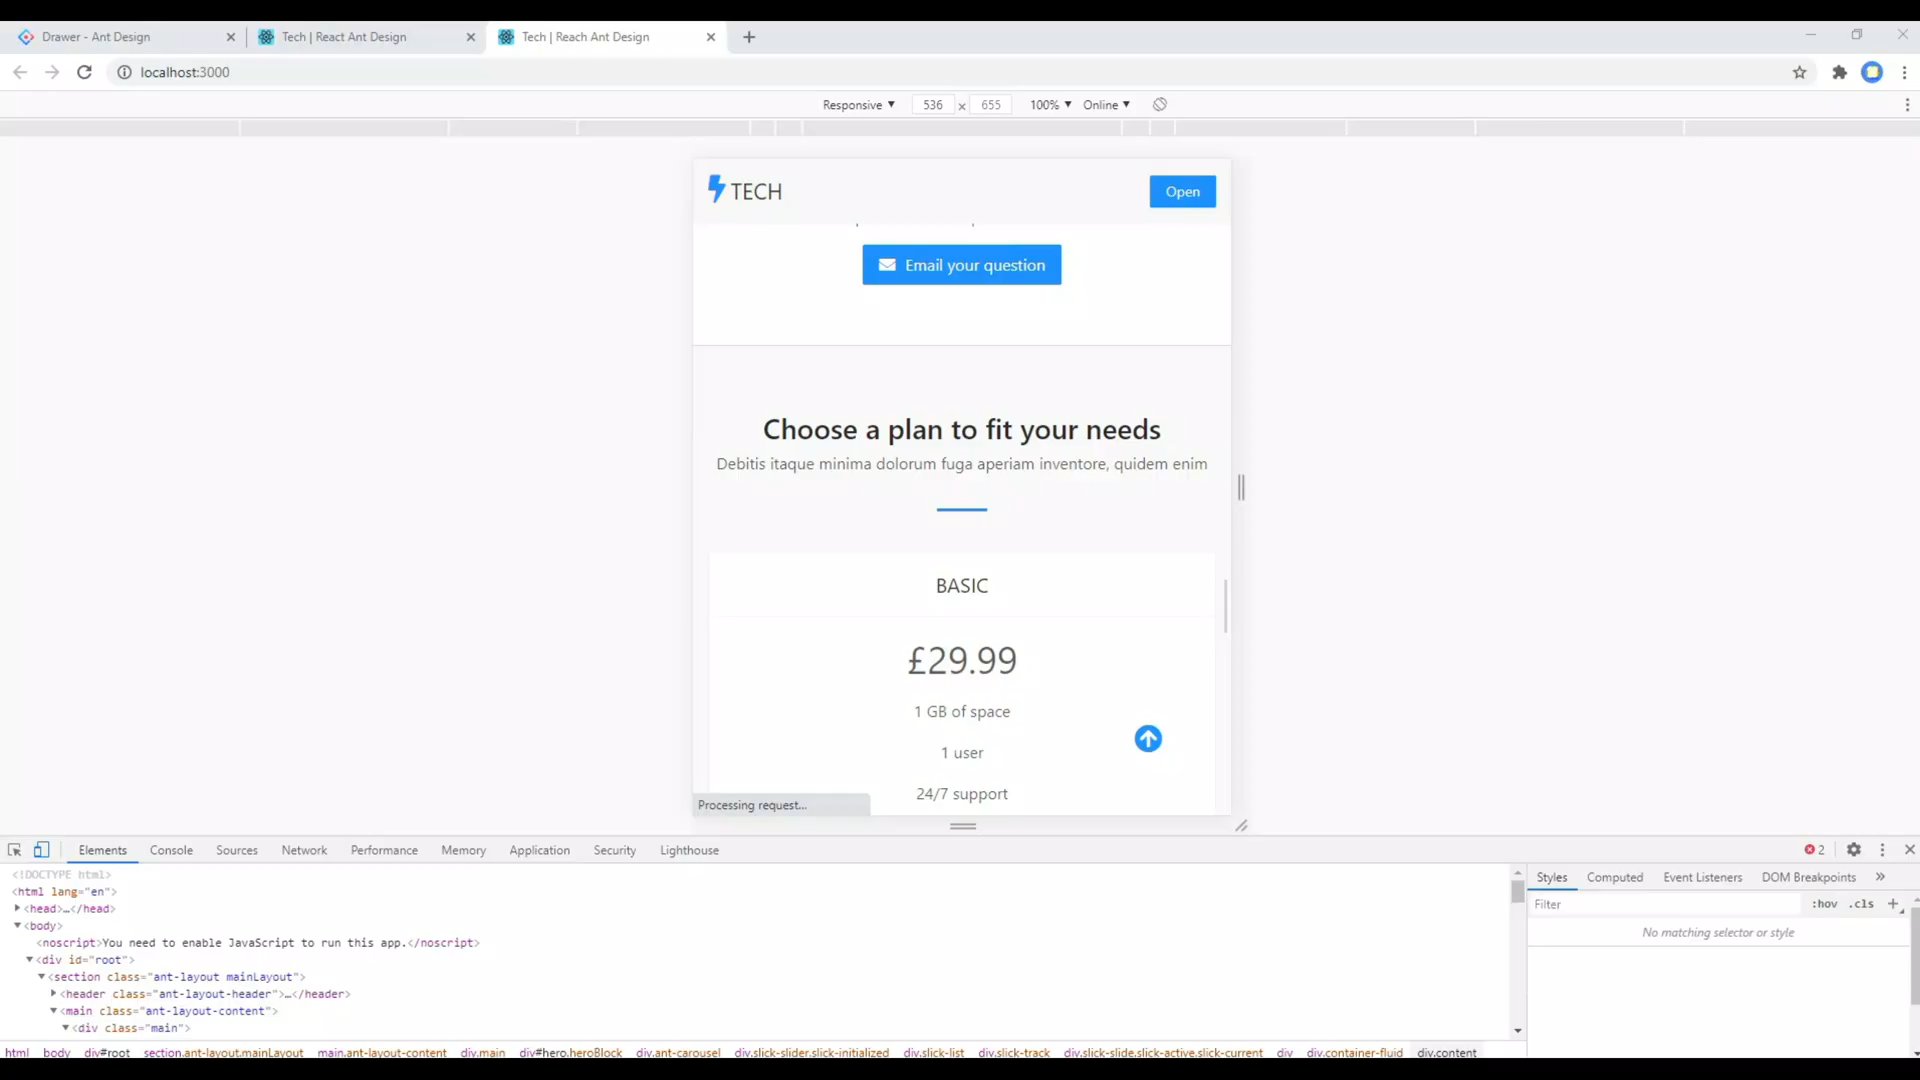 Drawer - Ant Design
Tech | React Ant Design
Tech | Reach Ant Design
localhost:3000
Responsive 536 x 655 100% Online
TECH
Open
Email your question
Choose a plan to fit your needs
Debitis itaque minima dolorum fuga aperiam inventore, quidem enim
BASIC
£29.99
1 GB of space
1 user
24/7 support
Processing request...
Elements Console Sources Network Performance Memory Application Security Lighthouse 2
<!DOCTYPE html>
<html lang="en">
<head>…</head>
<body>
<noscript>You need to enable JavaScript to run this app.</noscript>
<div id="root">
<section class="ant-layout mainLayout">
<header class="ant-layout-header">…</header>
<main class="ant-layout-content">
<div class="main">
html body div#root section.ant-layout.mainLayout main.ant-layout-content div.main div#hero.heroBlock div.ant-carousel div.slick-slider.slick-initialized div.slick-list div.slick-track div.slick-slide.slick-active.slick-current div div.container-fluid div.content
Styles Computed Event Listeners DOM Breakpoints »
Filter :hov .cls +
No matching selector or style